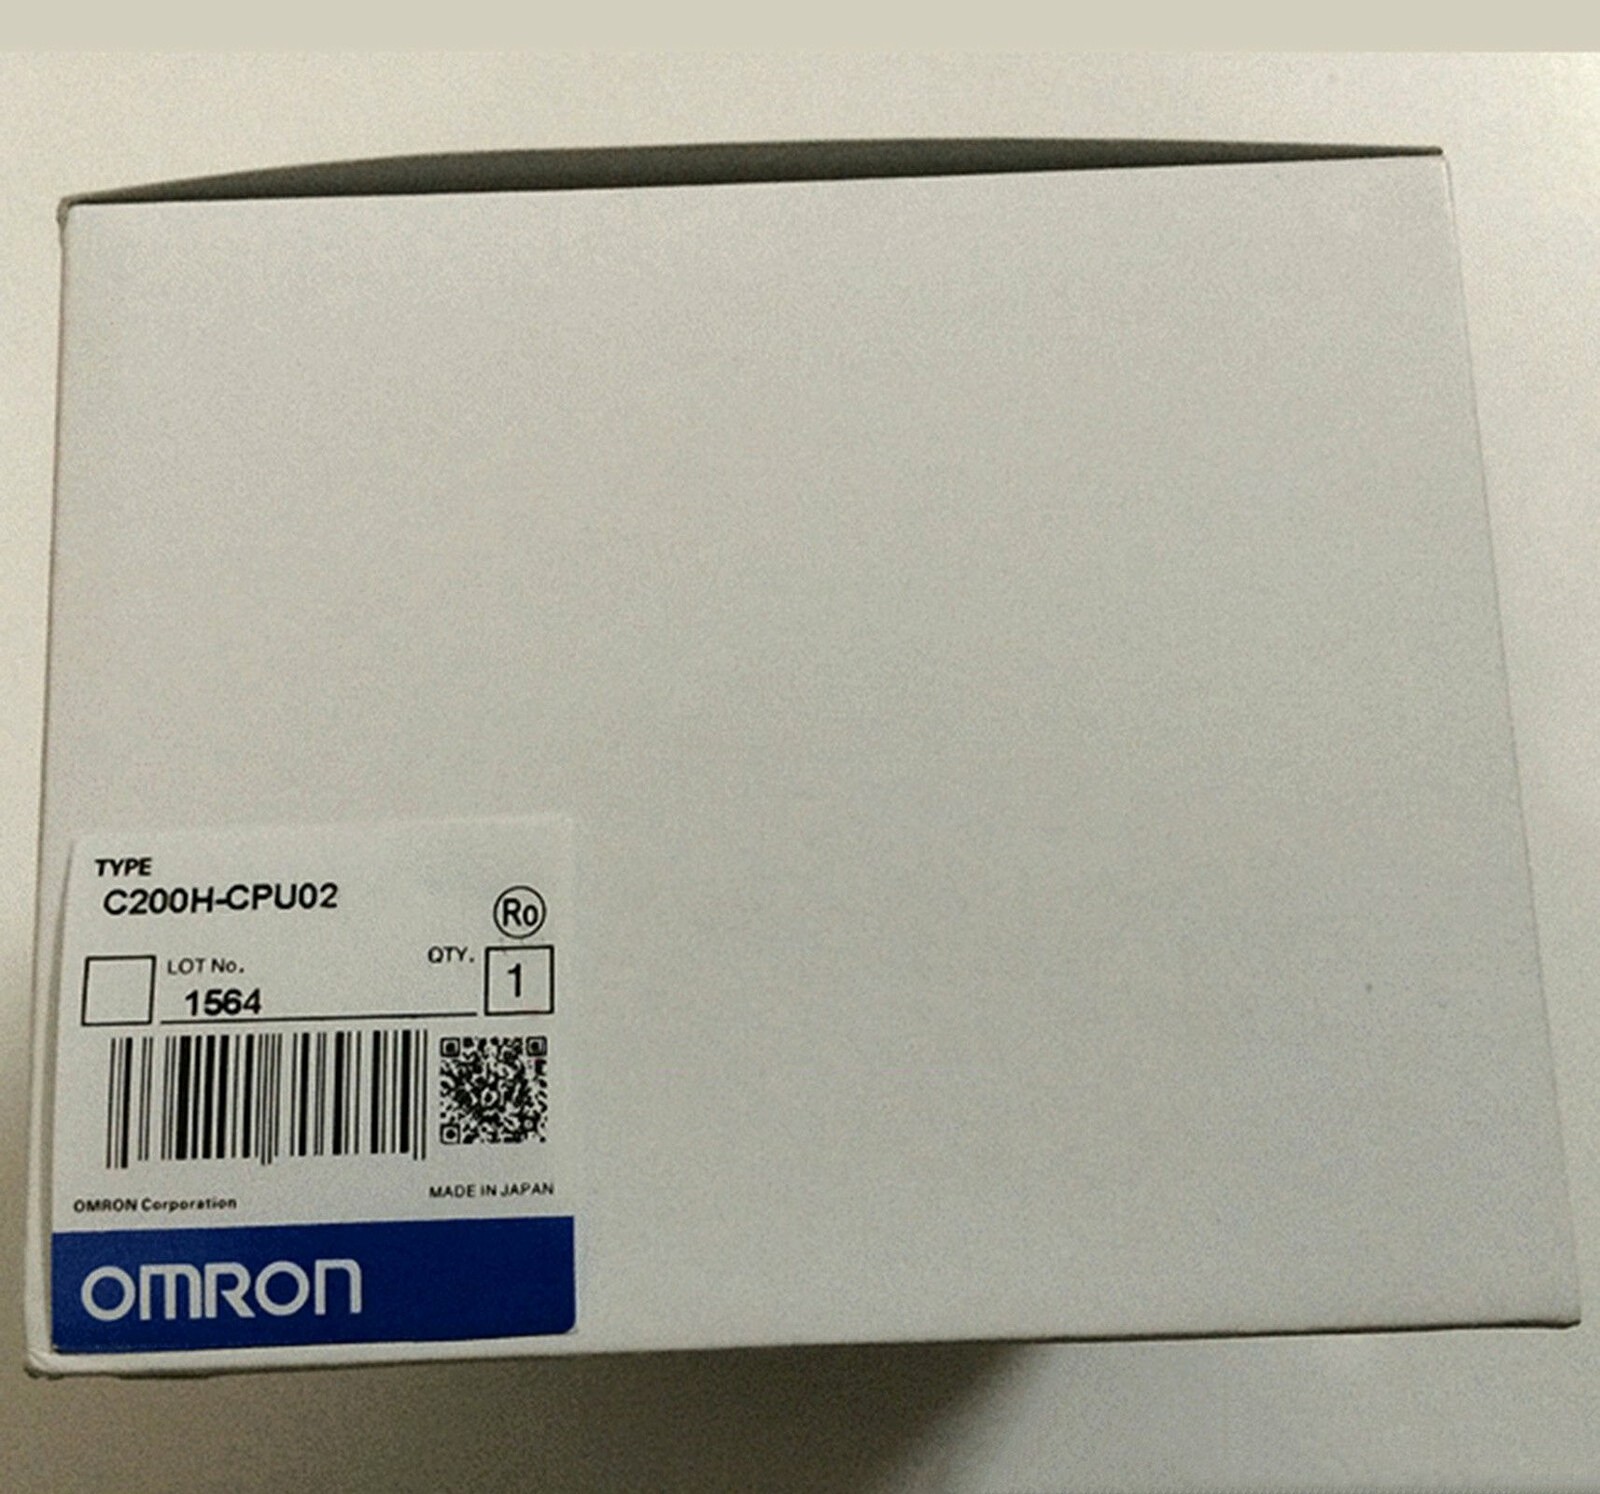 TYPE
C200H-CPU02
Ro
LOT No.
QTY.
1564
1
OMRON Corporation
MADE IN JAPAN
OMRON